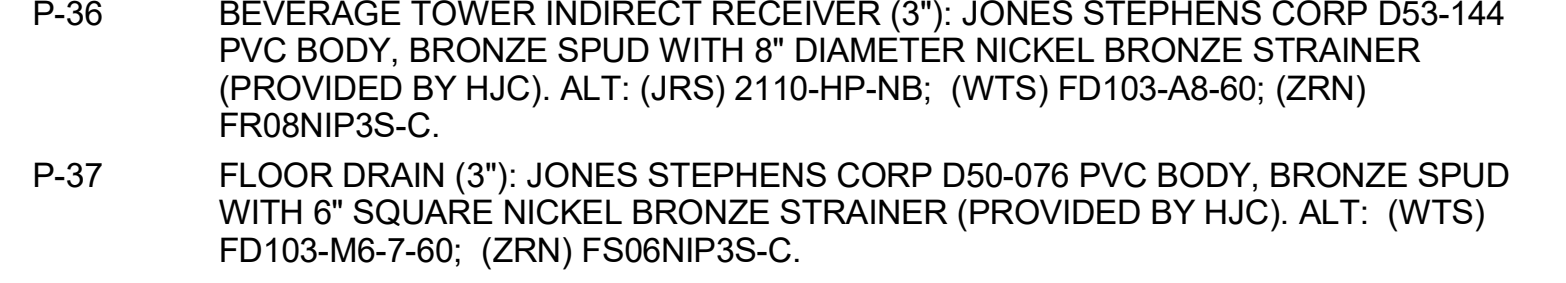 P-36 BEVERAGE TOWER INDIRECT RECEIVER (3"): JONES STEPHENS CORP D53-144
PVC BODY, BRONZE SPUD WITH 8" DIAMETER NICKEL BRONZE STRAINER
(PROVIDED BY HJC). ALT: (JRS) 2110-HP-NB; (WTS) FD103-A8-60; (ZRN)
FR08NIP3S-C.
P-37 FLOOR DRAIN (3"): JONES STEPHENS CORP D50-076 PVC BODY, BRONZE SPUD
WITH 6" SQUARE NICKEL BRONZE STRAINER (PROVIDED BY HJC). ALT: (WTS)
FD103-M6-7-60; (ZRN) FS06NIP3S-C.